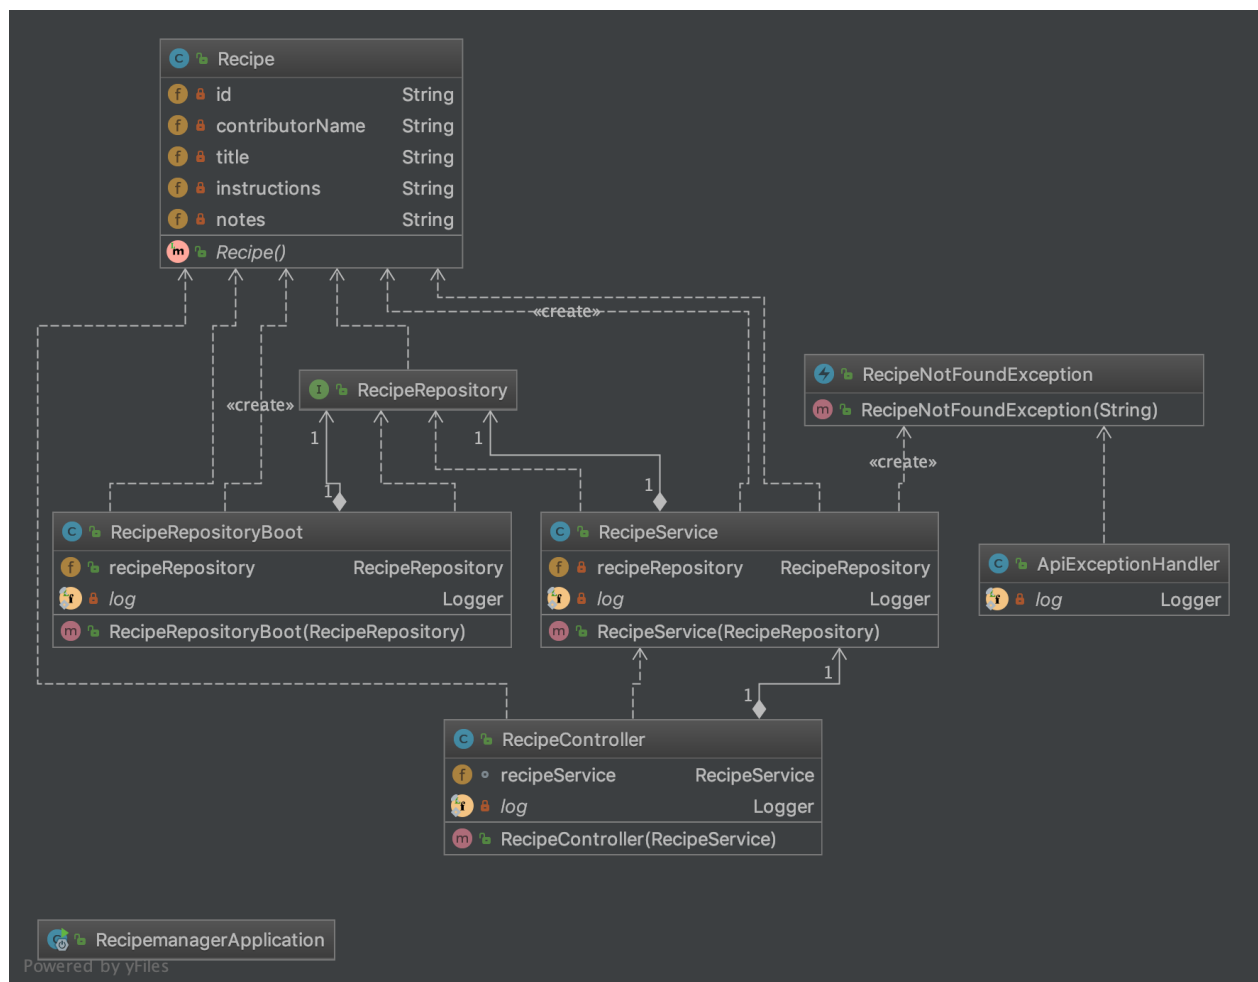 Recipe
id String
contributorName String
title String
instructions String
notes String
Recipe()
«create»
RecipeRepository
«create»
1
1
1
1
RecipeNotFoundException
RecipeNotFoundException(String)
«create»
RecipeRepositoryBoot
recipeRepository RecipeRepository
log Logger
RecipeRepositoryBoot(RecipeRepository)
RecipeService
recipeRepository RecipeRepository
log Logger
RecipeService(RecipeRepository)
ApiExceptionHandler
log Logger
1
1
RecipeController
recipeService RecipeService
log Logger
RecipeController(RecipeService)
RecipemanagerApplication
Powered by yFiles